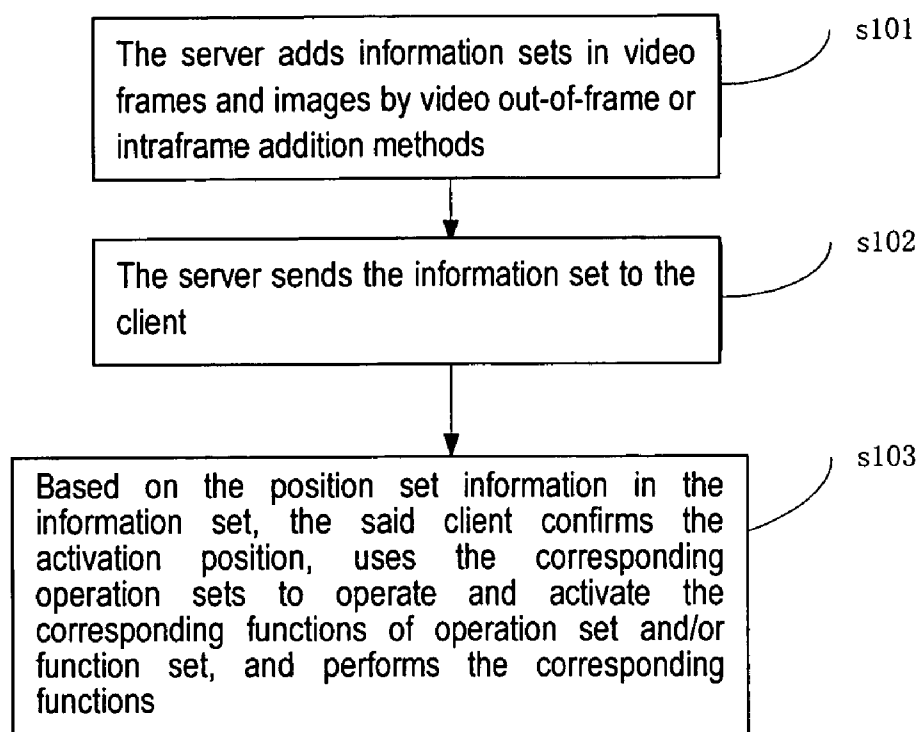 s101
The server adds information sets in video
frames and images by video out-of-frame or
intraframe addition methods
s102
The server sends the information set to the
client
s103
Based on the position set information in the
information set, the said client confirms the
activation position, uses the corresponding
operation sets to operate and activate the
corresponding functions of operation set and/or
function set, and performs the corresponding
functions